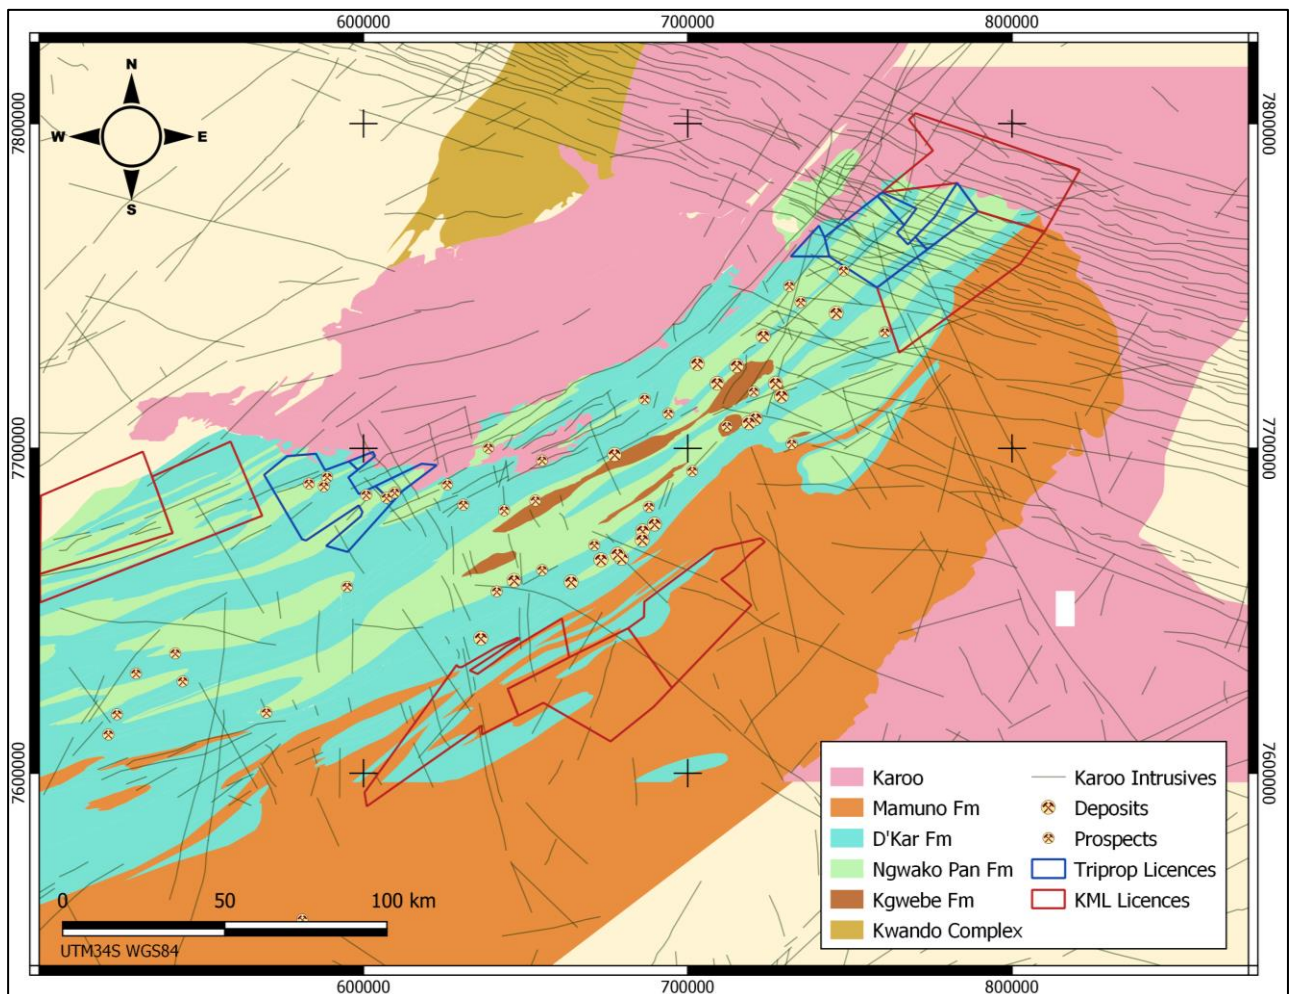 600000 700000 800000
N
W E
S
7800000 7800000
7700000 7700000
7600000 7600000
Karoo
Mamuno Fm
D'Kar Fm
Ngwako Pan Fm
Kgwebe Fm
Kwando Complex
Karoo Intrusives
Deposits
Prospects
Triprop Licences
KML Licences
0 50 100 km
UTM34S WGS84
600000 700000 800000